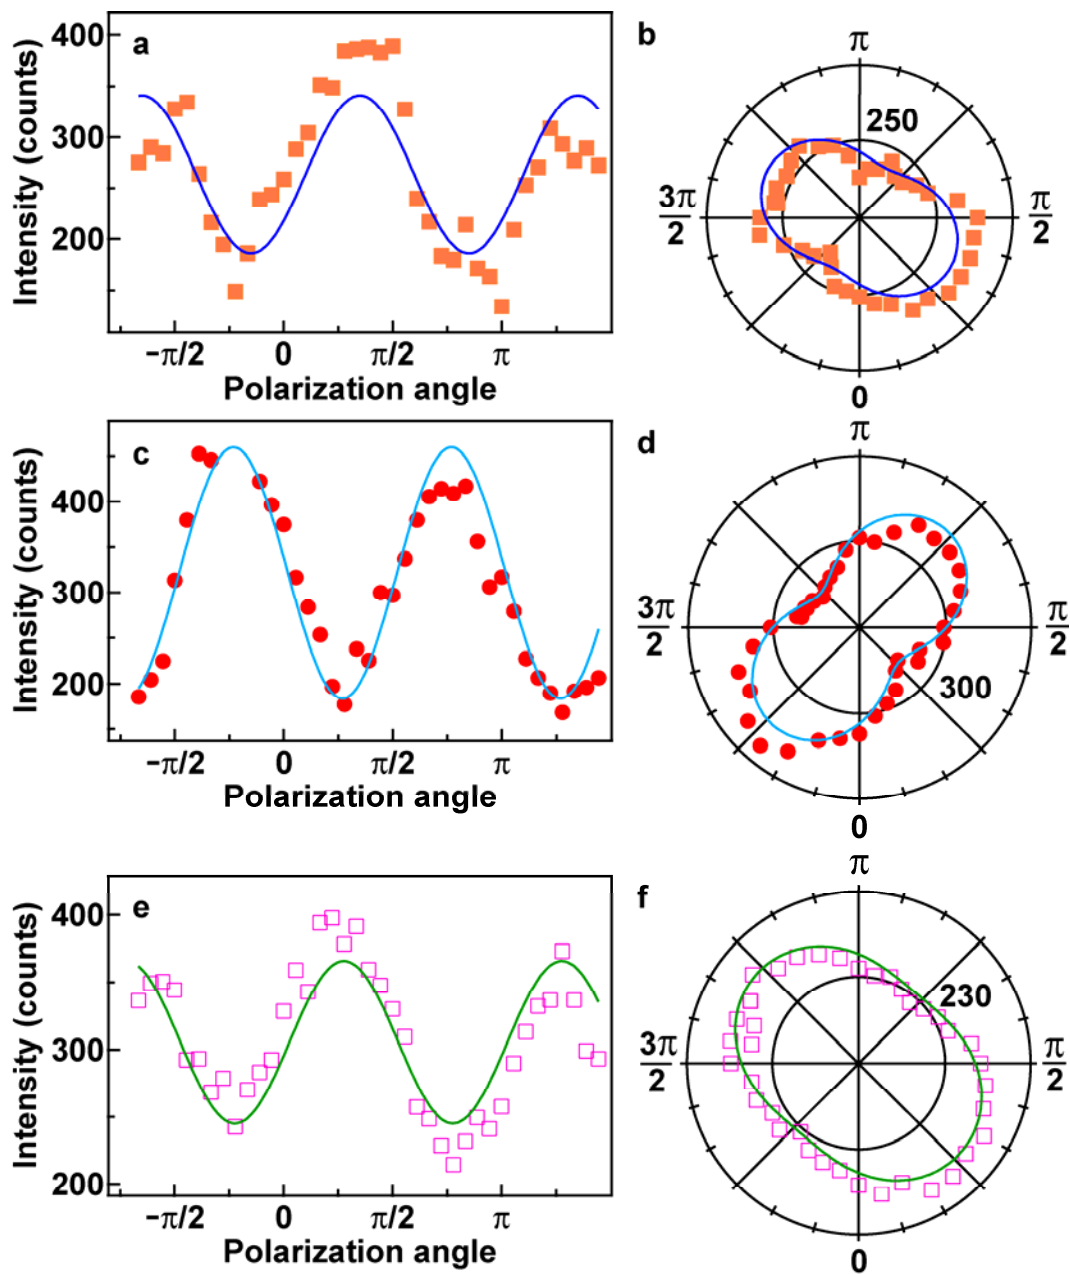 a
400
300
200
Intensity (counts)
−π/2 0 π/2 π
Polarization angle
b
π
250
3π
2
π
2
0
c
400
300
200
Intensity (counts)
−π/2 0 π/2 π
Polarization angle
d
π
3π
2
π
2
300
0
e
400
300
200
Intensity (counts)
−π/2 0 π/2 π
Polarization angle
f
π
230
3π
2
π
2
0